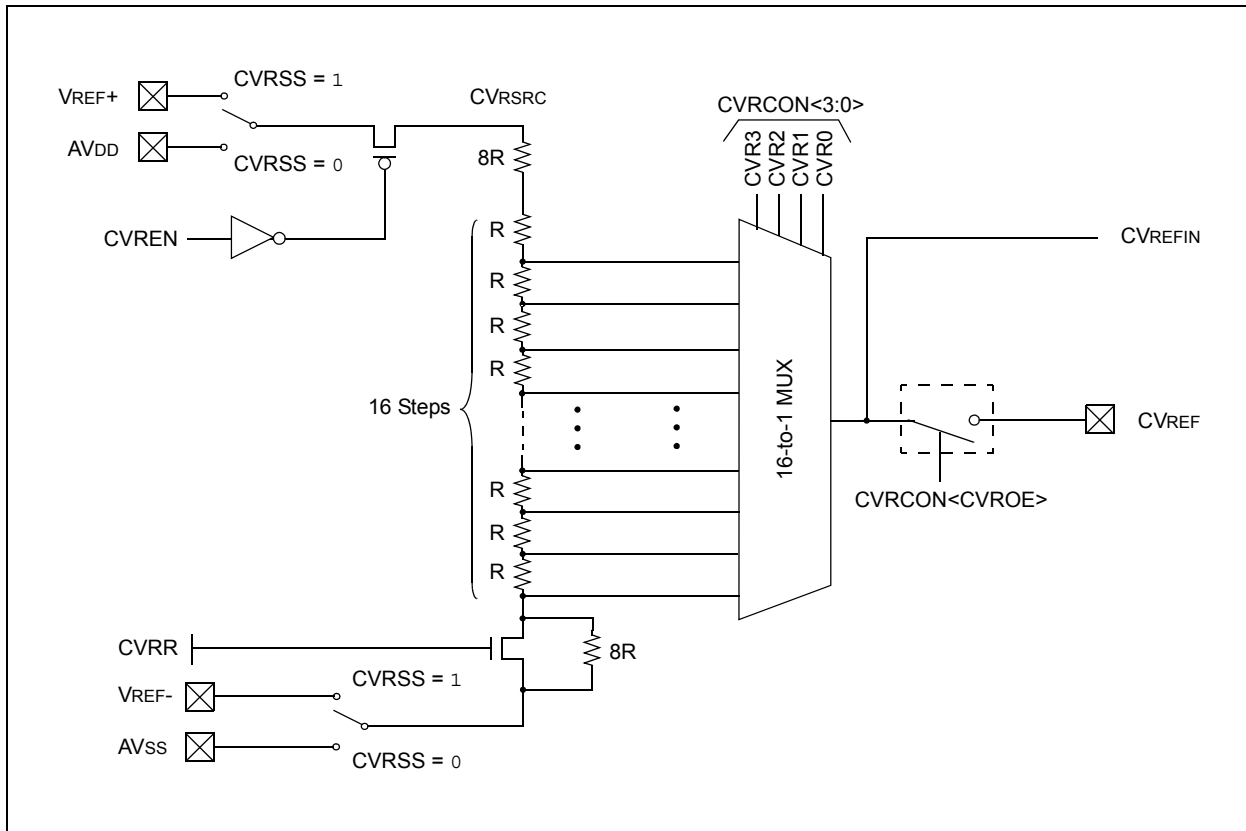 VREF+
CVRSS = 1
AVDD
CVRSS = 0
CVREN
CVRSRC
8R
R
R
R
R
16 Steps
R
R
R
CVRCON<3:0>
CVR3
CVR2
CVR1
CVR0
16-to-1 MUX
CVREFIN
CVREF
CVRCON<CVROE>
CVRR
8R
VREF-
CVRSS = 1
AVSS
CVRSS = 0